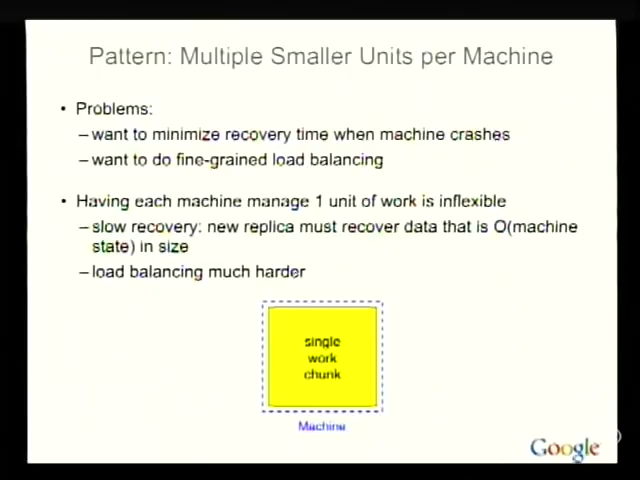 Pattern: Multiple Smaller Units per Machine
• Problems:
– want to minimize recovery time when machine crashes
– want to do fine-grained load balancing
• Having each machine manage 1 unit of work is inflexible
– slow recovery: new replica must recover data that is O(machine
state) in size
– load balancing much harder
single
work
chunk
Machine
Google